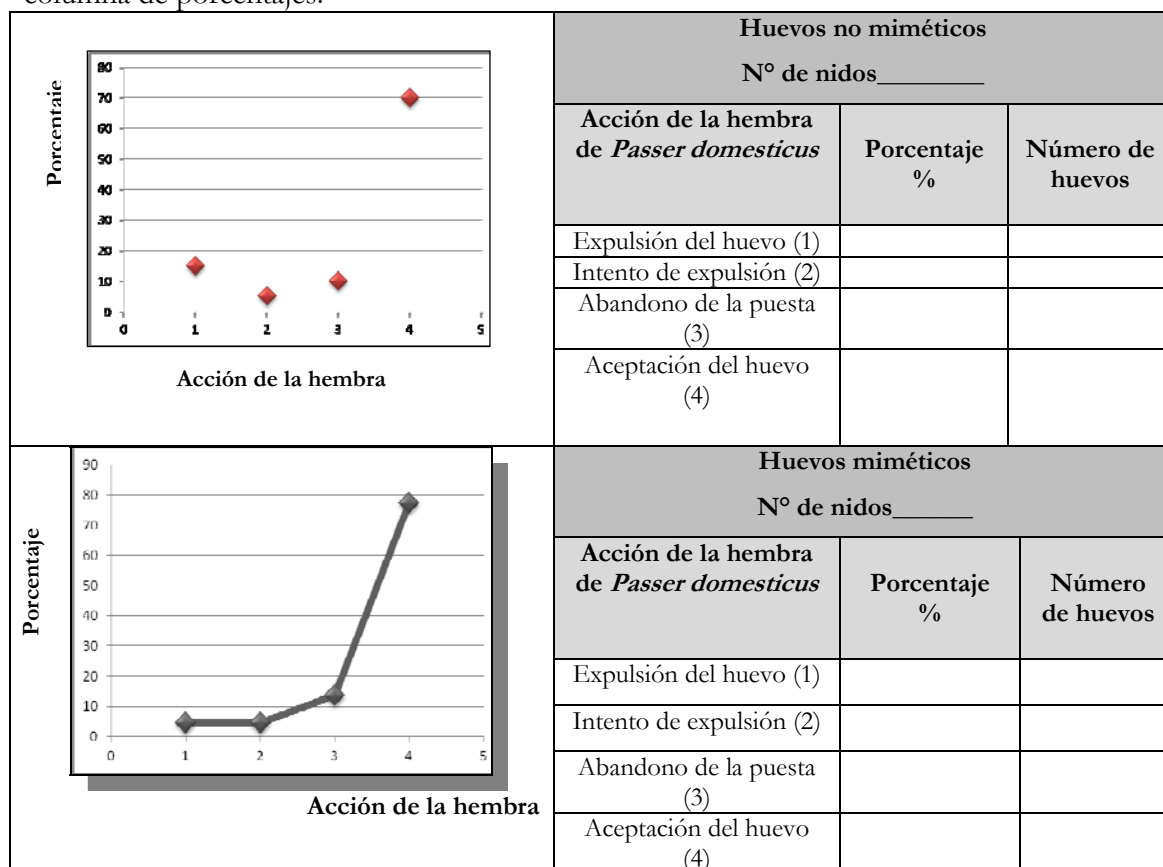 columna de porcentajes.
Porcentaje
80
70
60
50
40
30
20
10
0
0 1 2 3 4 5
Acción de la hembra
Huevos no miméticos
N° de nidos________
Acción de la hembra
de Passer domesticus
Porcentaje
%
Número de
huevos
Expulsión del huevo (1)
Intento de expulsión (2)
Abandono de la puesta
(3)
Aceptación del huevo
(4)
Porcentaje
90
80
70
60
50
40
30
20
10
0
0 1 2 3 4 5
Acción de la hembra
Huevos miméticos
N° de nidos______
Acción de la hembra
de Passer domesticus
Porcentaje
%
Número
de huevos
Expulsión del huevo (1)
Intento de expulsión (2)
Abandono de la puesta
(3)
Aceptación del huevo
(4)